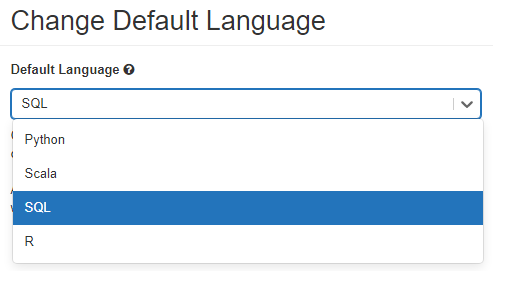 Change Default Language
Default Language
SQL
Python
Scala
SQL
R